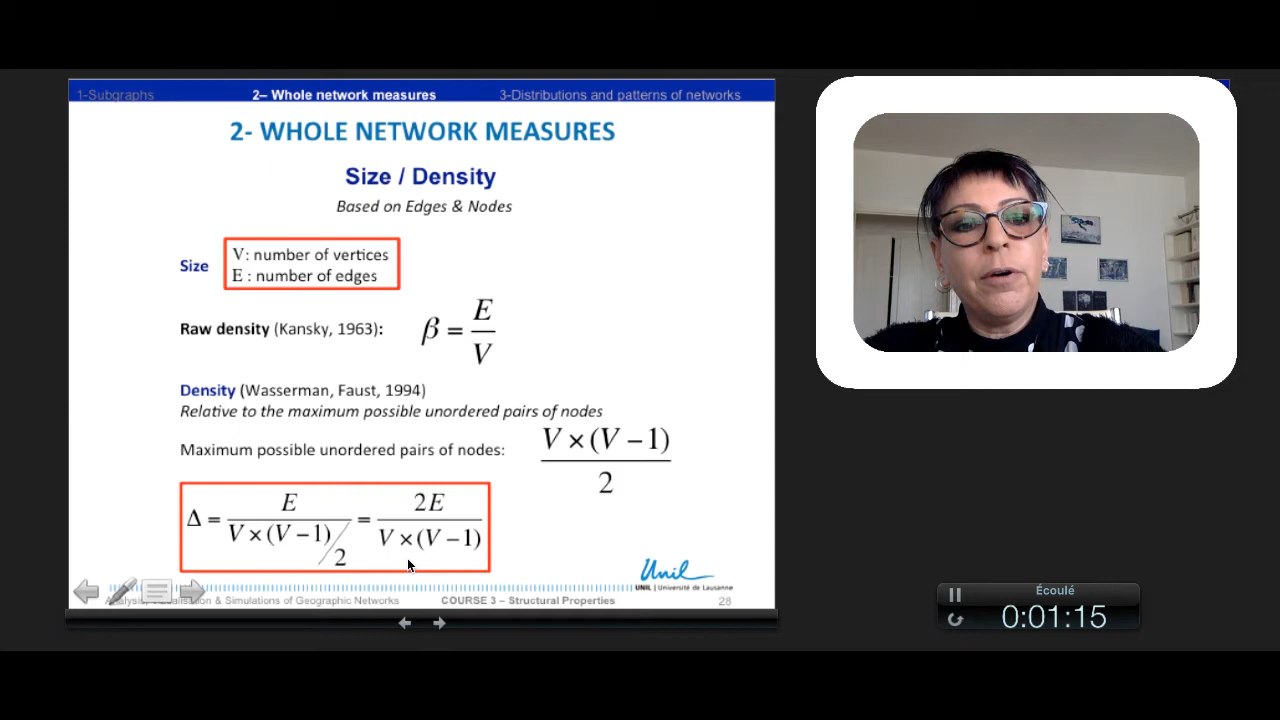 1-Subgraphs 2– Whole network measures 3-Distributions and patterns of networks
2- WHOLE NETWORK MEASURES
Size / Density
Based on Edges & Nodes
Size V: number of vertices
E : number of edges
Raw density (Kansky, 1963): β = E / V
Density (Wasserman, Faust, 1994)
Relative to the maximum possible unordered pairs of nodes
Maximum possible unordered pairs of nodes: V × (V − 1) / 2
Δ = E / (V × (V − 1) / 2) = 2E / (V × (V − 1))
Unil
UNIL | Université de Lausanne
& Simulations of Geographic Networks COURSE 3 – Structural Properties 28
Écoulé
0:01:15